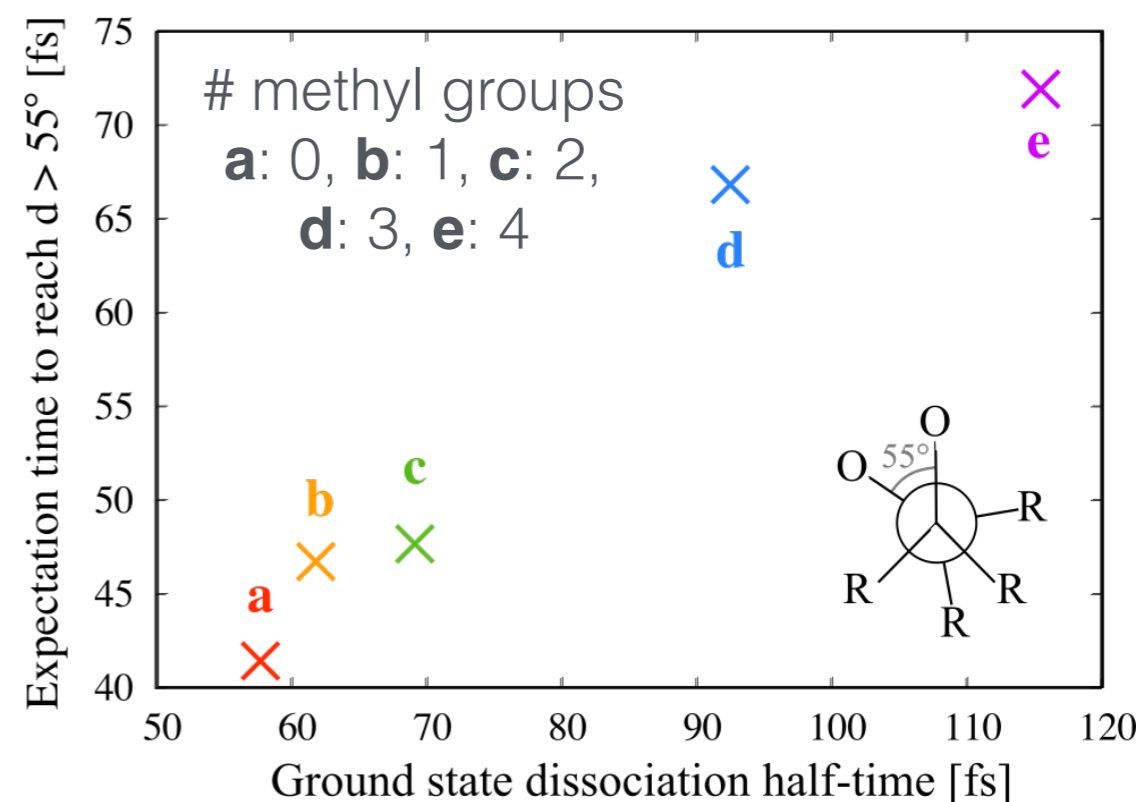 Expectation time to reach d > 55° [fs]
75
70
65
60
55
50
45
40
# methyl groups
a: 0, b: 1, c: 2,
d: 3, e: 4
e
d
c
b
a
O
O
55°
R
R
R
R
50
60
70
80
90
100
110
120
Ground state dissociation half-time [fs]